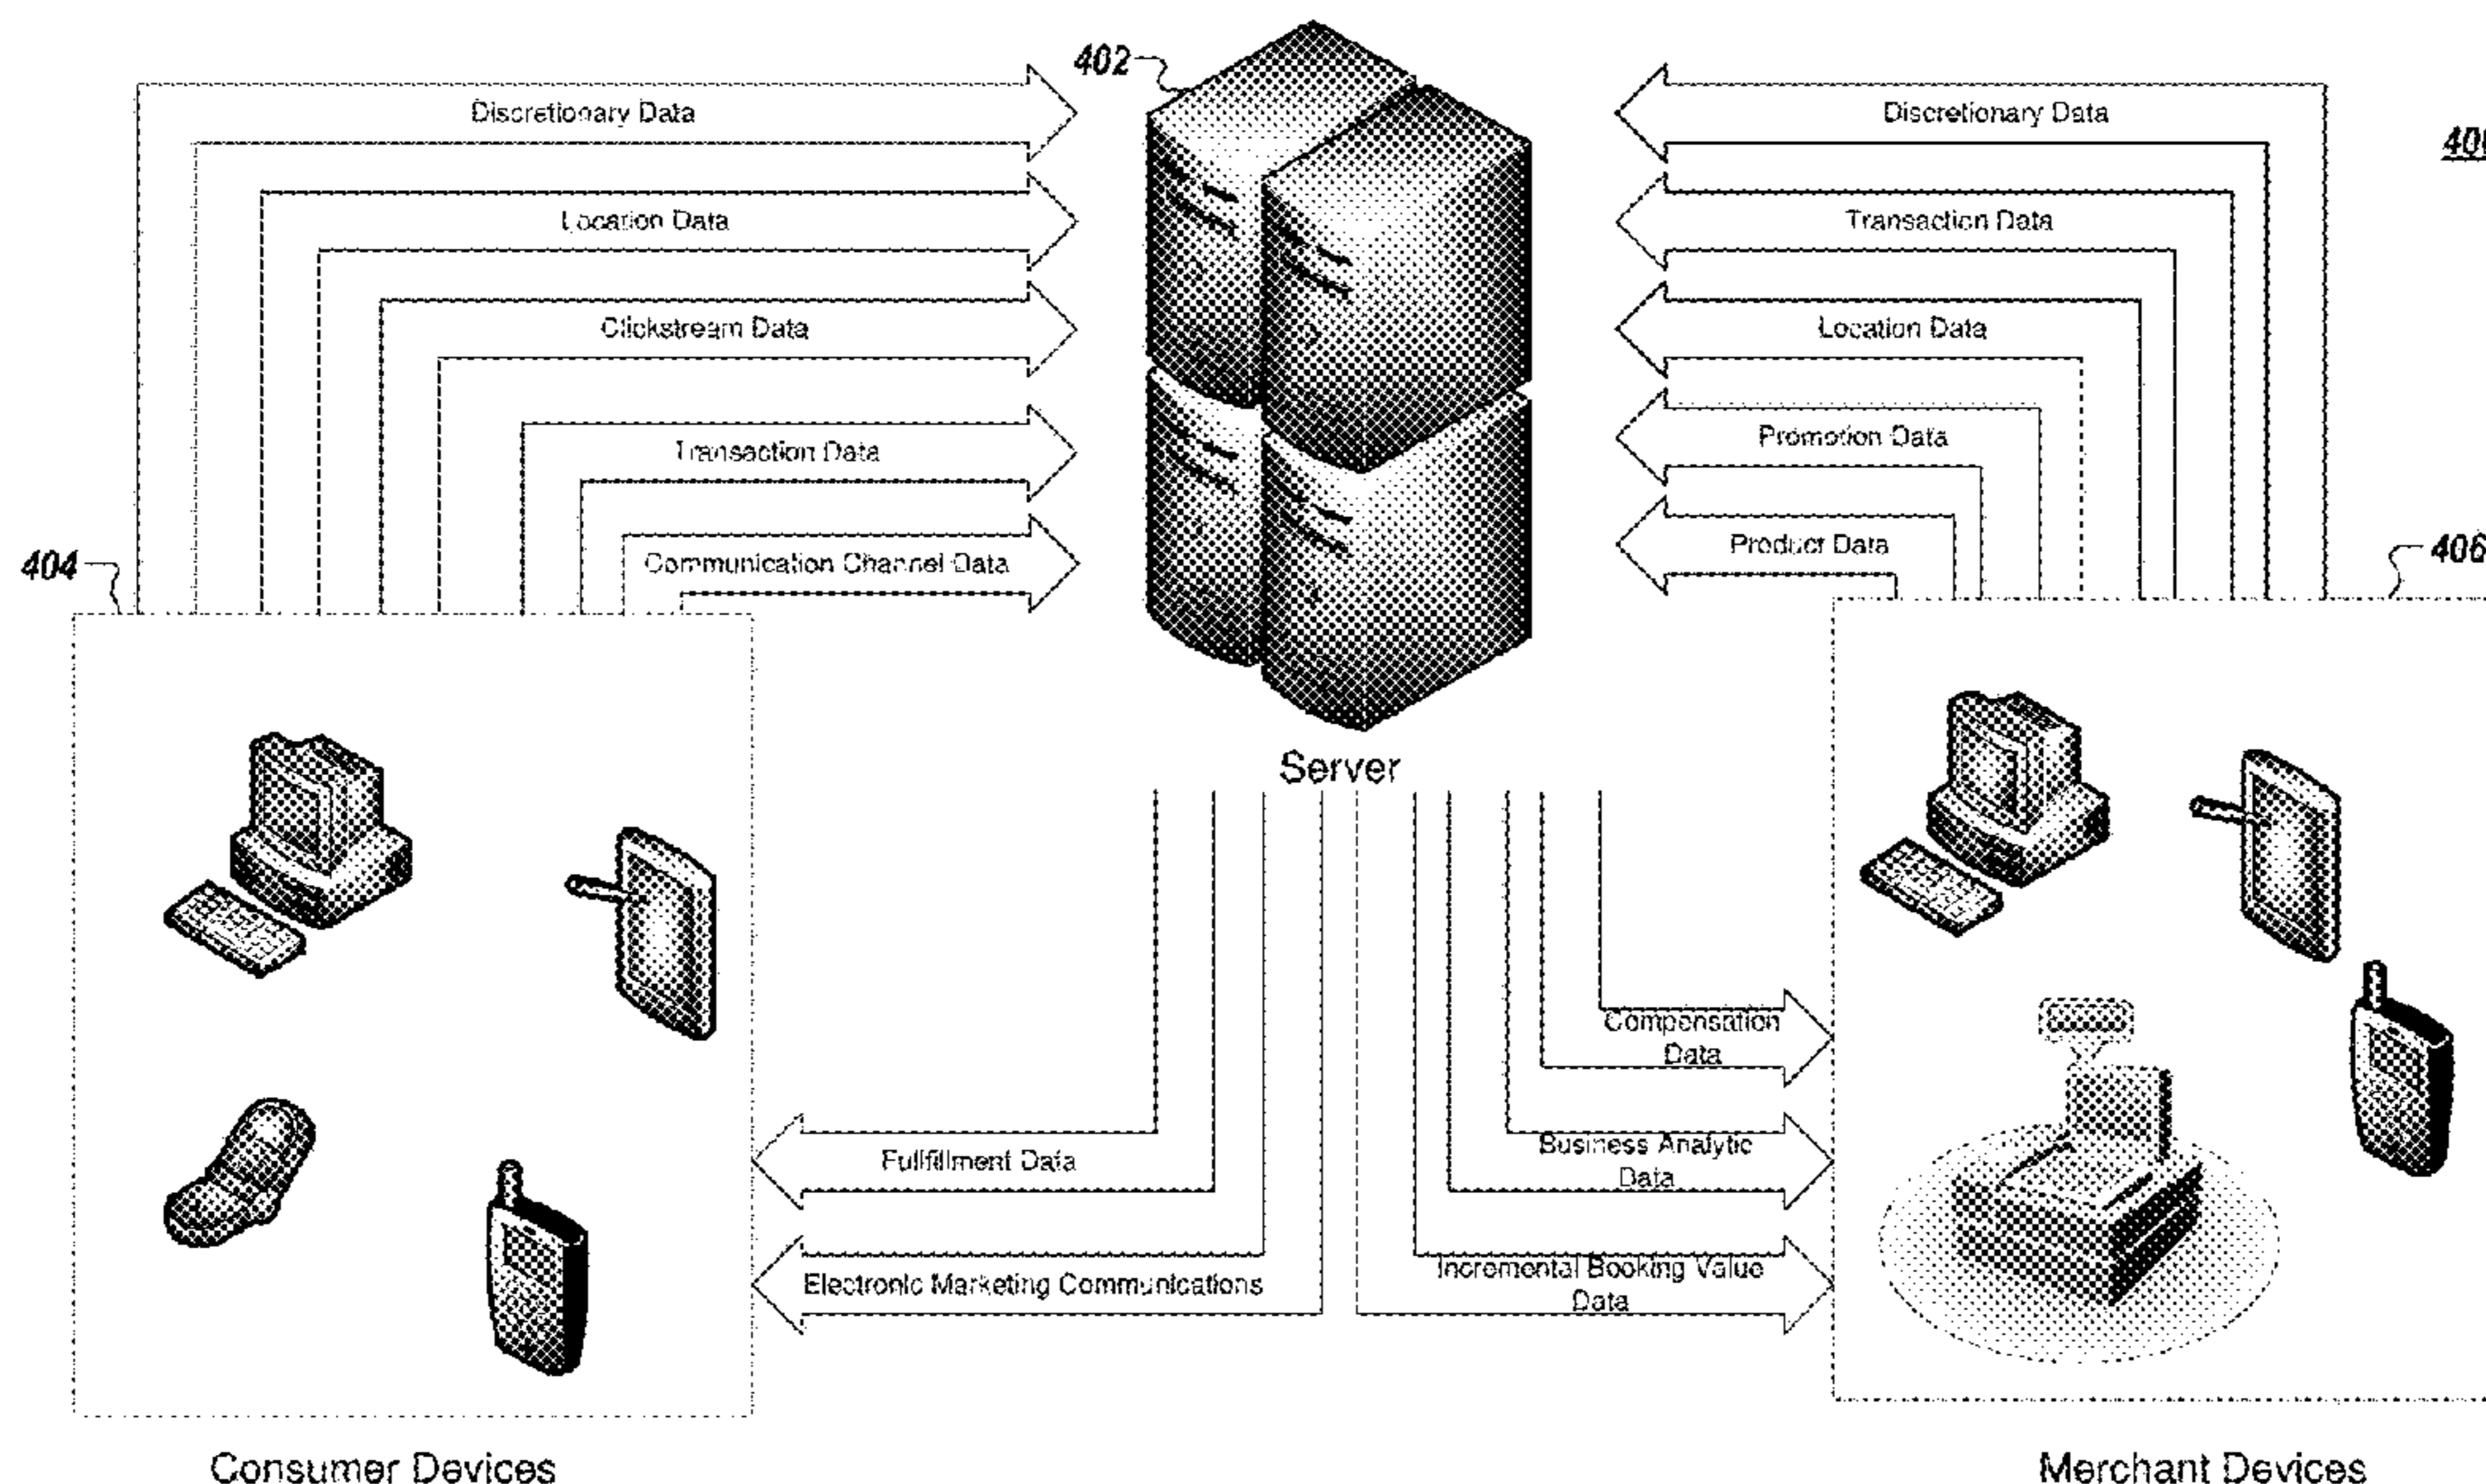 402
Discretionary Data
Discretionary Data
400
Location Data
Transaction Data
Clickstream Data
Location Data
Transaction Data
Promotion Data
Communication Channel Data
Product Data
404
406
Server
Compensation
Data
Fullfillment Data
Business Analytic
Data
Electronic Marketing Communications
Incremental Booking Value
Data
Consumer Devices
Merchant Devices